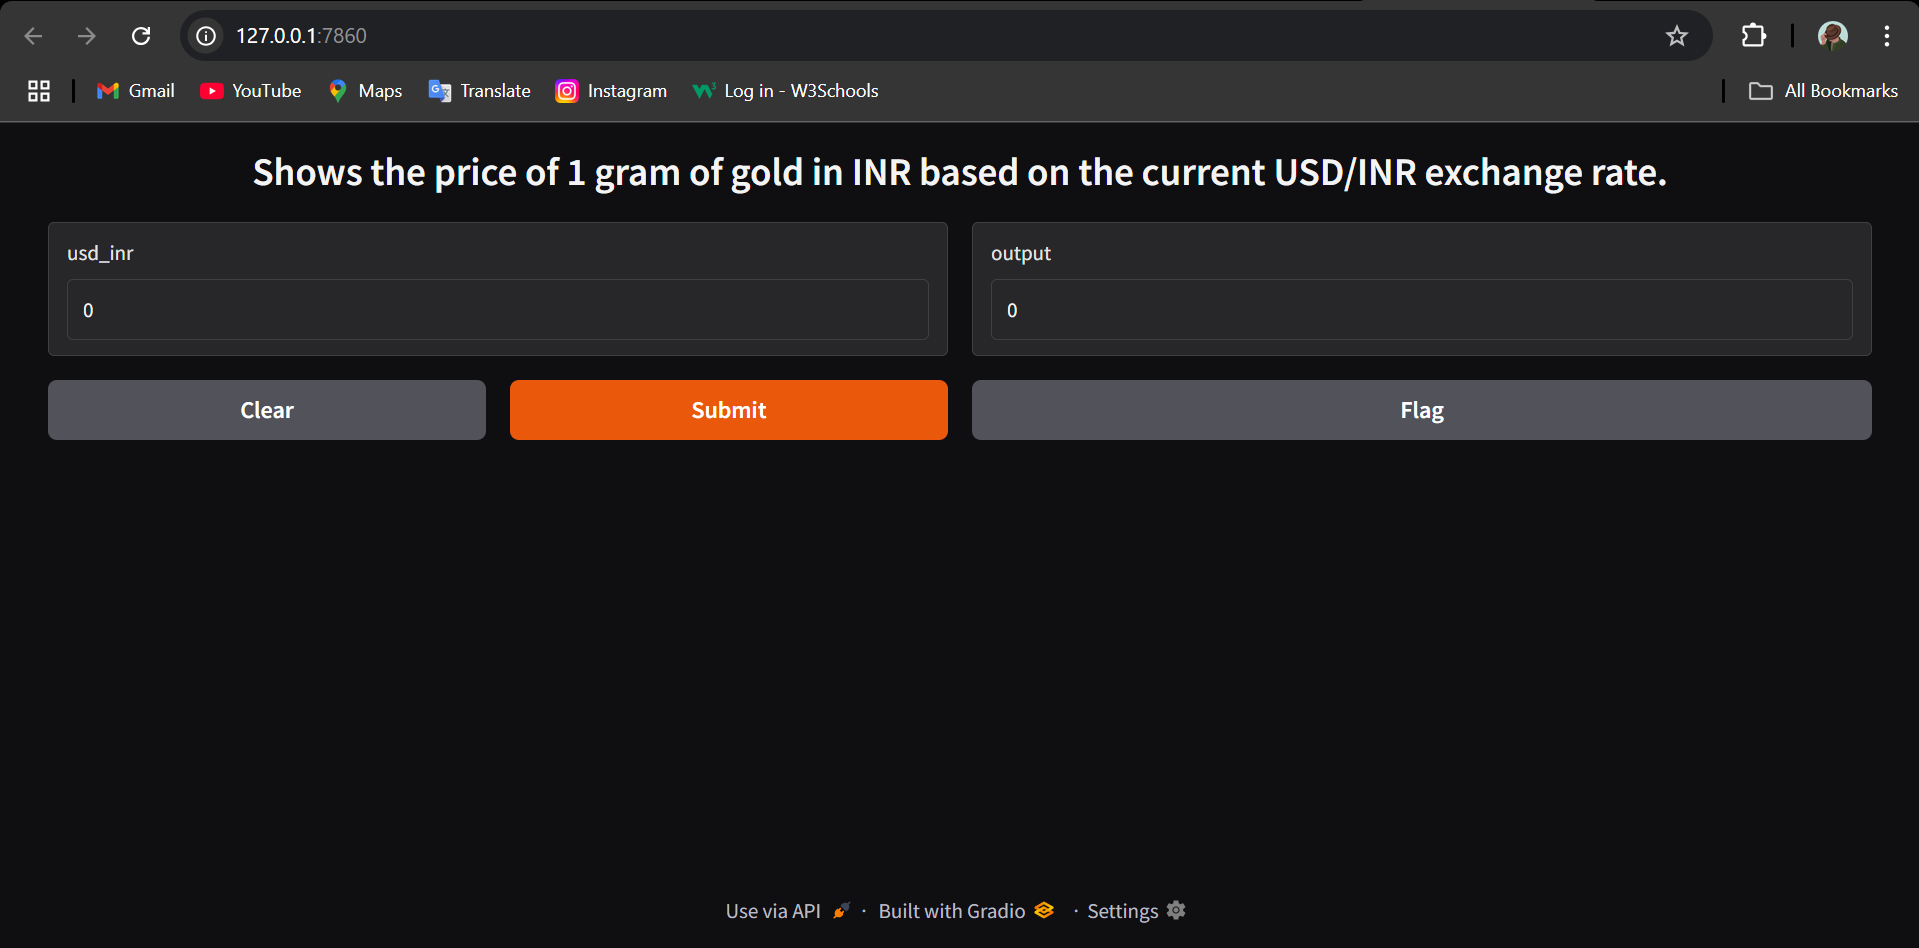 127.0.0.1:7860
Gmail YouTube Maps Translate Instagram Log in - W3Schools All Bookmarks
Shows the price of 1 gram of gold in INR based on the current USD/INR exchange rate.
usd_inr output
0 0
Clear Submit Flag
Use via API · Built with Gradio · Settings